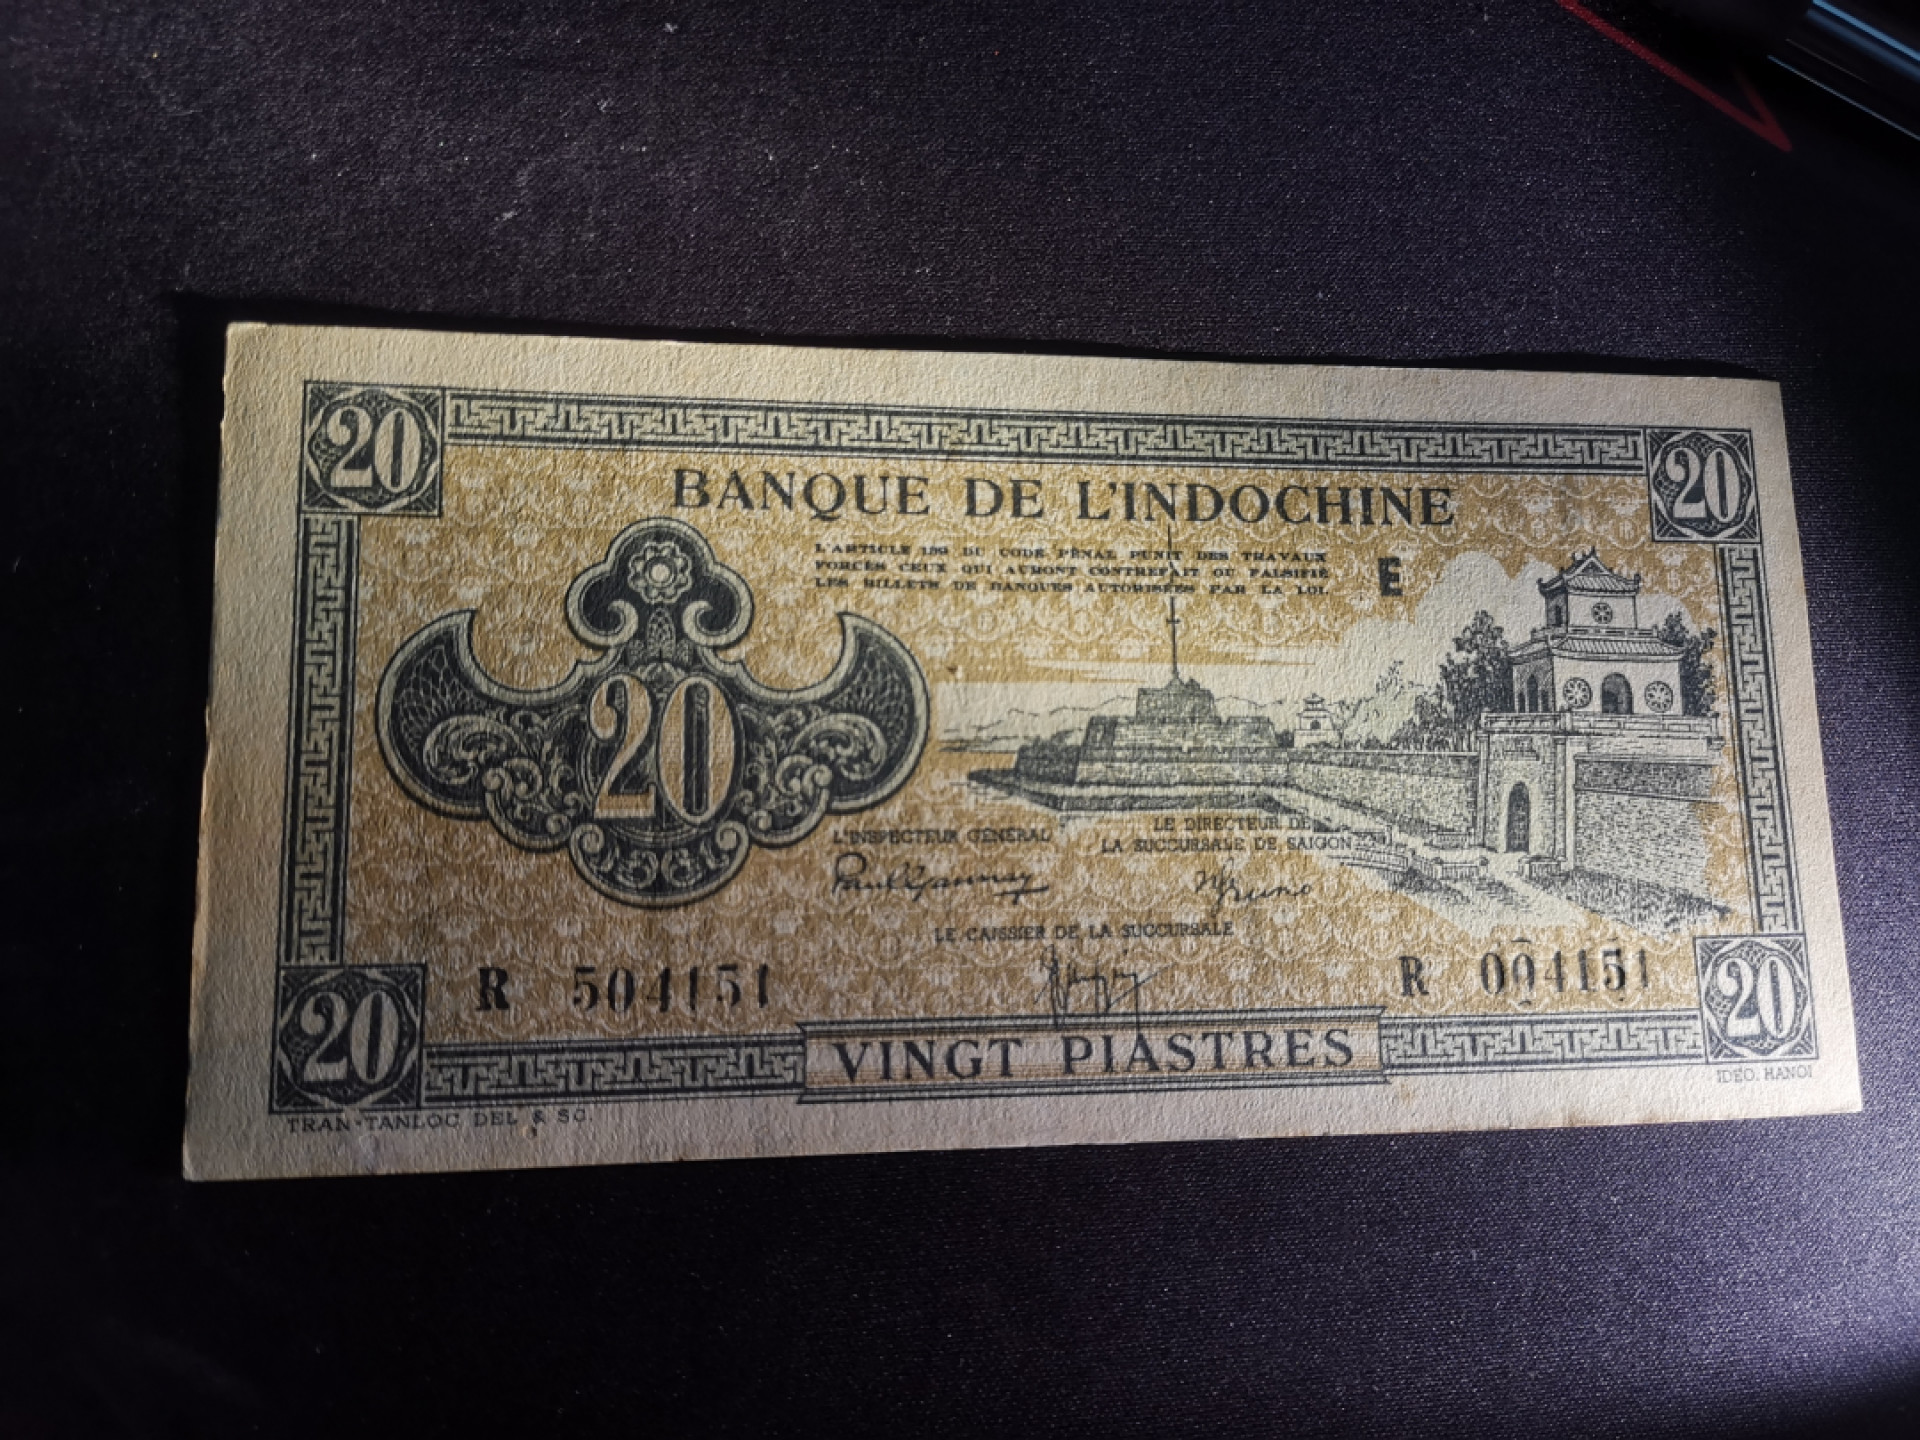 20
20
BANQUE DE L'INDOCHINE
L'ARTICLE 139 DU CODE PÉNAL PUNIT DES TRAVAUX
FORCÉS CEUX QUI AURONT CONTREFAIT OU FALSIFIÉ
LES BILLETS DE BANQUES AUTORISÉES PAR LA LOI.
E
20
L'INSPECTEUR GÉNÉRAL
LE DIRECTEUR DE
LA SUCCURSALE DE SAIGON
LE CAISSIER DE LA SUCCURSALE
R 504151
R 004151
20
VINGT PIASTRES
20
TRAN-TANLOC DEL & SC.
IDEO. HANOI